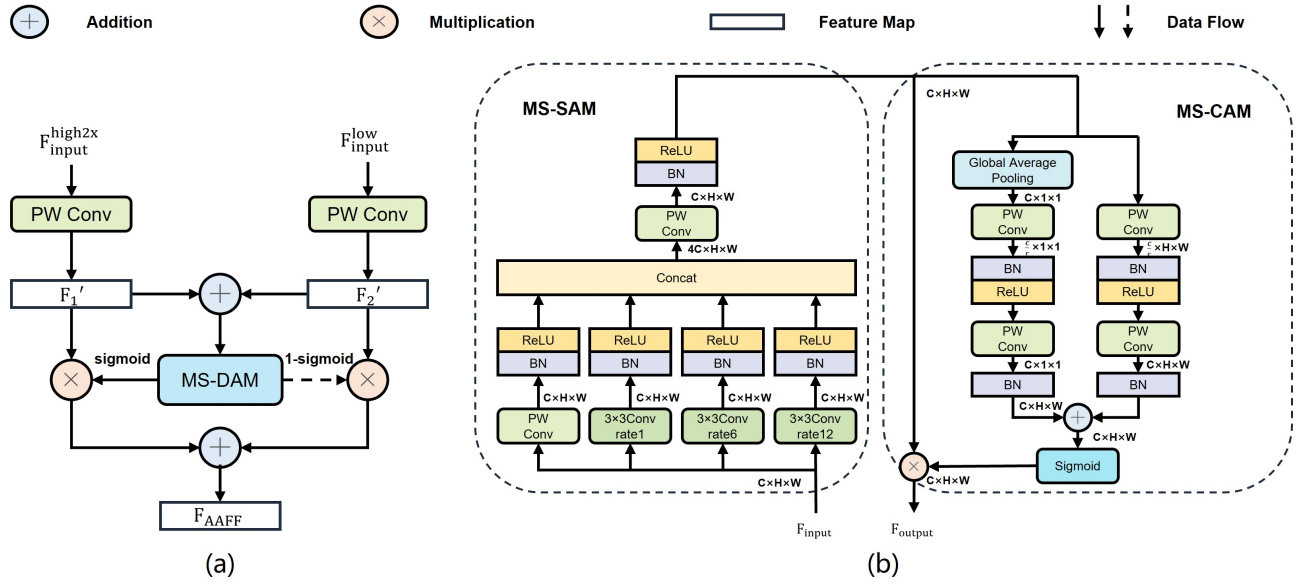 Addition
Multiplication
Feature Map
Data Flow
F_input^high2x
F_input^low
PW Conv
PW Conv
F₁′
F₂′
sigmoid
1-sigmoid
MS-DAM
F_AAFF
(a)
MS-SAM
ReLU
BN
C×H×W
PW
Conv
4C×H×W
Concat
ReLU
BN
C×H×W
ReLU
BN
C×H×W
ReLU
BN
C×H×W
ReLU
BN
C×H×W
PW
Conv
3×3Conv
rate1
3×3Conv
rate6
3×3Conv
rate12
C×H×W
F_input
C×H×W
MS-CAM
Global Average
Pooling
C×1×1
PW
Conv
C/r×1×1
BN
ReLU
PW
Conv
C×1×1
BN
C×H×W
PW
Conv
C/r×H×W
BN
ReLU
PW
Conv
C×H×W
BN
C×H×W
Sigmoid
C×H×W
F_output
(b)